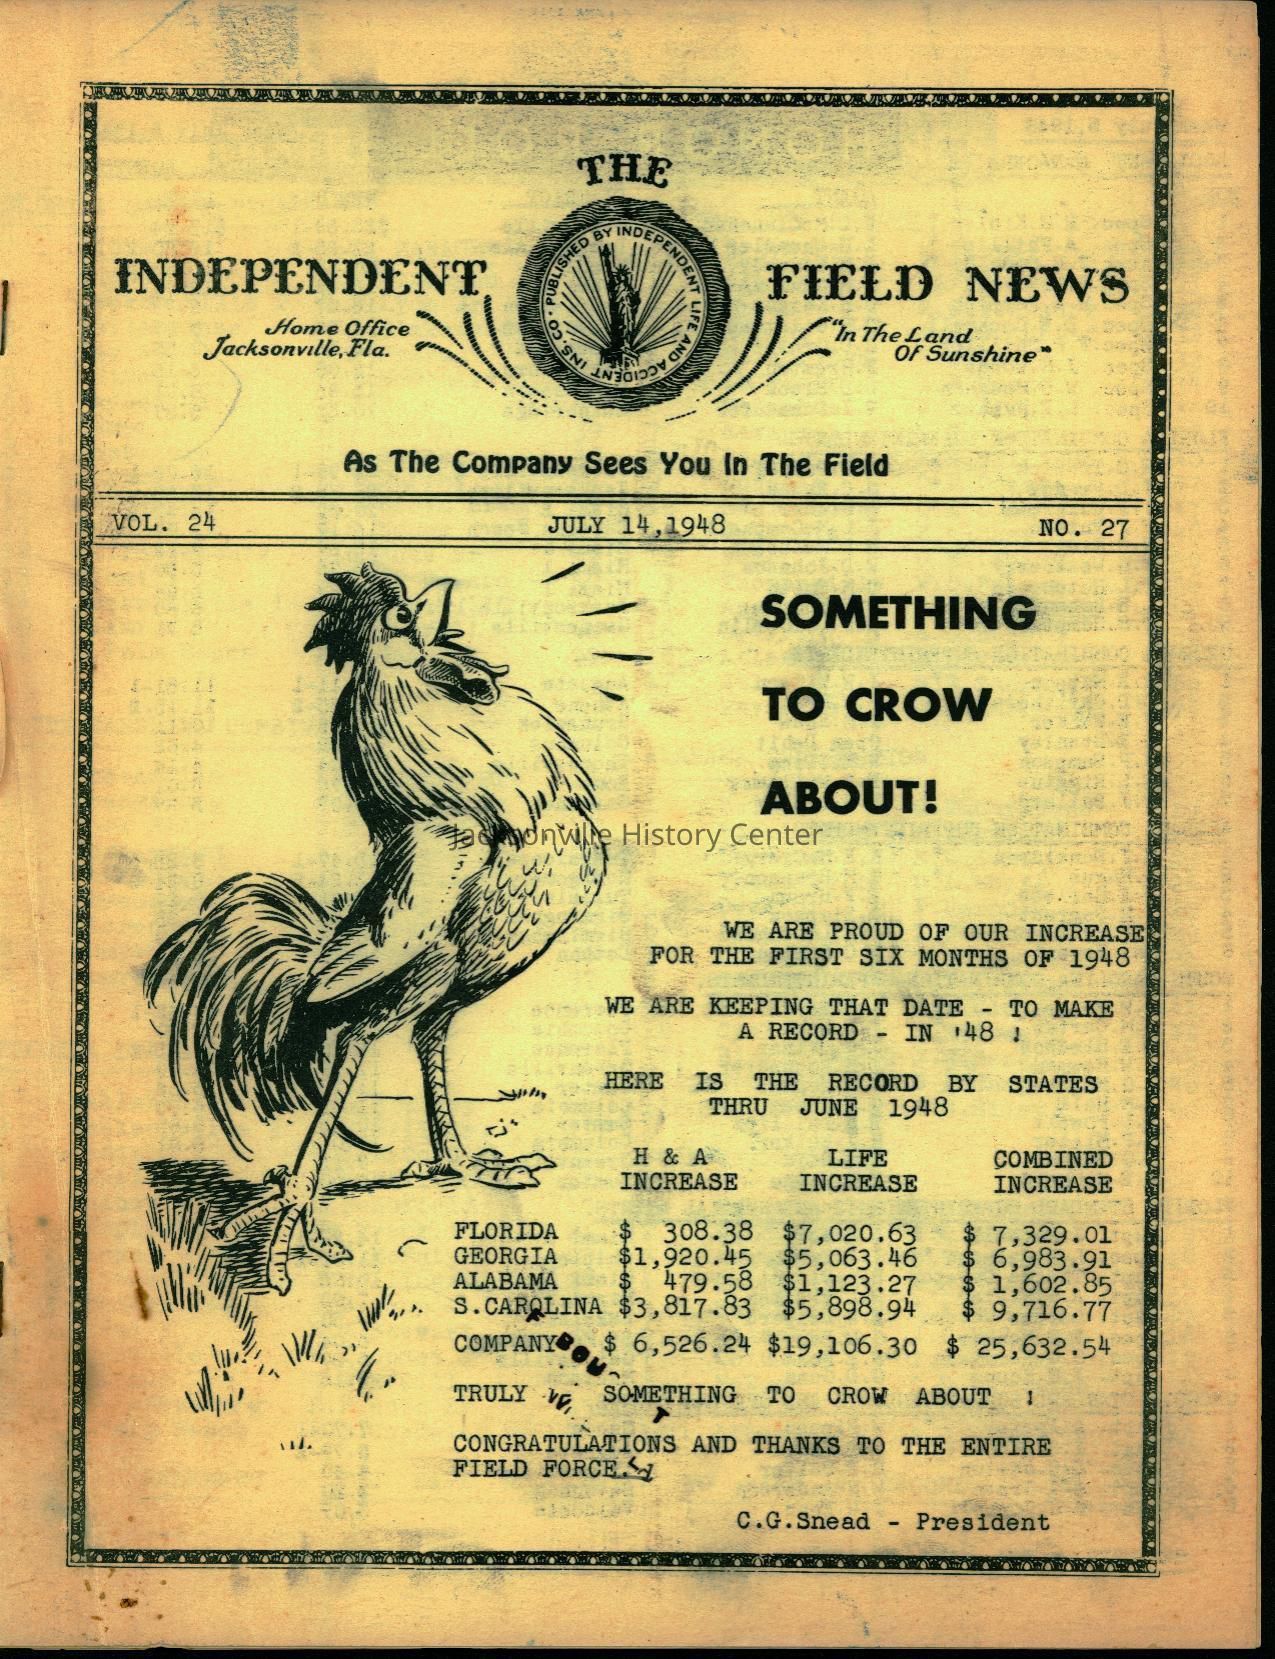 THE
INDEPENDENT FIELD NEWS
PUBLISHED BY INDEPENDENT LIFE AND ACCIDENT INS. CO.
Home Office
Jacksonville, Fla.
"In The Land
Of Sunshine"
As The Company Sees You In The Field
VOL. 24 JULY 14,1948 NO. 27
SOMETHING
TO CROW
ABOUT!
Jacksonville History Center
WE ARE PROUD OF OUR INCREASE
FOR THE FIRST SIX MONTHS OF 1948
WE ARE KEEPING THAT DATE - TO MAKE
A RECORD - IN '48 !
HERE IS THE RECORD BY STATES
THRU JUNE 1948
H & A LIFE COMBINED
INCREASE INCREASE INCREASE
FLORIDA $ 308.38 $7,020.63 $ 7,329.01
GEORGIA $1,920.45 $5,063.46 $ 6,983.91
ALABAMA $ 479.58 $1,123.27 $ 1,602.85
S.CAROLINA $3,817.83 $5,898.94 $ 9,716.77
COMPANY $ 6,526.24 $19,106.30 $ 25,632.54
TRULY SOMETHING TO CROW ABOUT !
CONGRATULATIONS AND THANKS TO THE ENTIRE
FIELD FORCE.
C.G.Snead - President